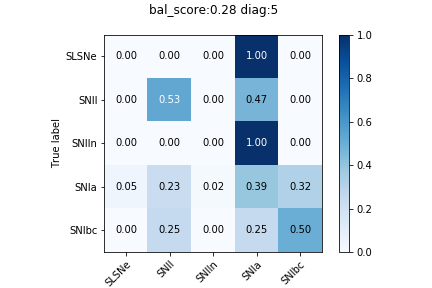 bal_score:0.28 diag:5
SLSNe 0.00 0.00 0.00 1.00 0.00
SNII 0.00 0.53 0.00 0.47 0.00
SNIIn 0.00 0.00 0.00 1.00 0.00
SNIa 0.05 0.23 0.02 0.39 0.32
SNIbc 0.00 0.25 0.00 0.25 0.50
SLSNe SNII SNIIn SNIa SNIbc
True label
1.0
0.8
0.6
0.4
0.2
0.0